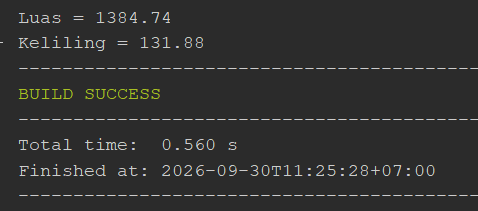 Luas = 1384.74
Keliling = 131.88
------------------------------------------
BUILD SUCCESS
------------------------------------------
Total time:  0.560 s
Finished at: 2026-09-30T11:25:28+07:00
------------------------------------------